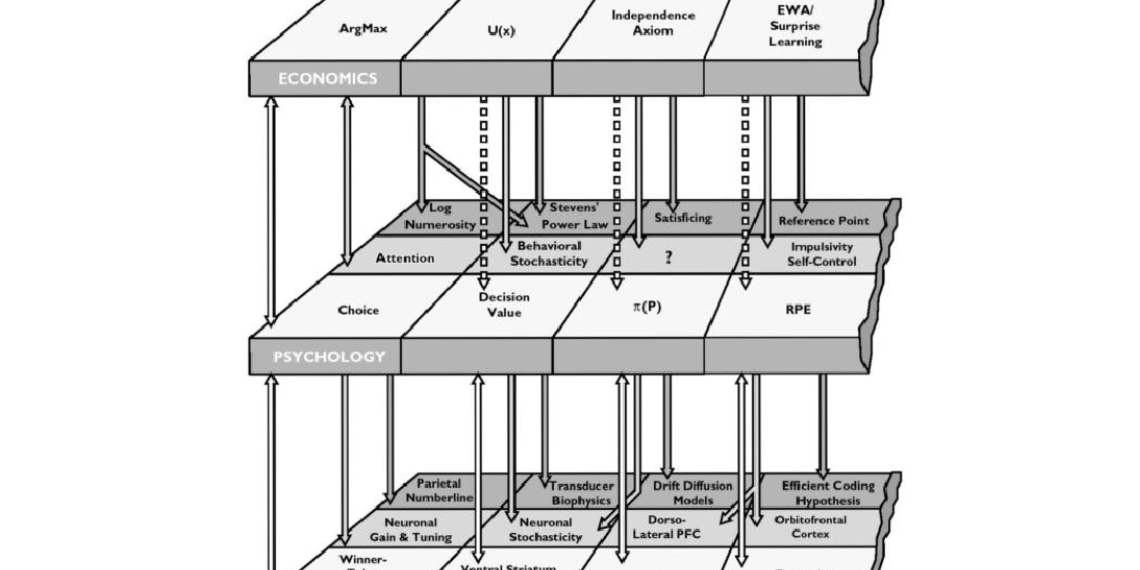 ArgMax
U(x)
Independence
Axiom
EWA/
Surprise
Learning
ECONOMICS
Log
Numerosity
Stevens'
Power Law
Satisficing
Reference Point
Attention
Behavioral
Stochasticity
?
Impulsivity
Self-Control
Choice
Decision
Value
π(P)
RPE
PSYCHOLOGY
Parietal
Numberline
Transducer
Biophysics
Drift Diffusion
Models
Efficient Coding
Hypothesis
Neuronal
Gain & Tuning
Neuronal
Stochasticity
Dorso-
Lateral PFC
Orbitofrontal
Cortex
Winner-
Ventral Striatum